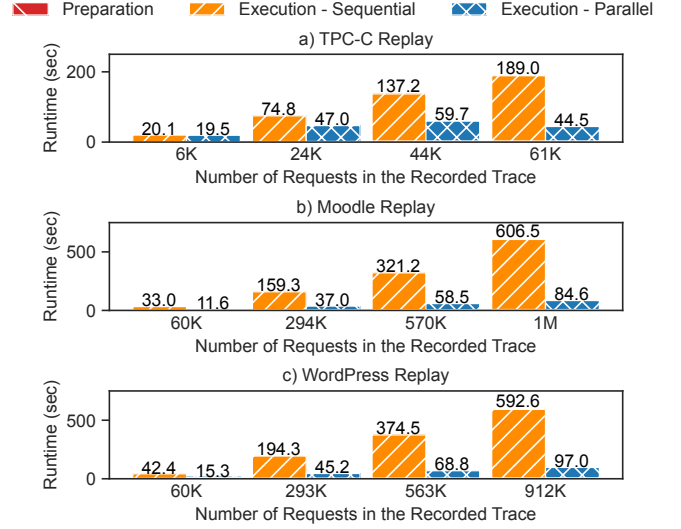 Preparation Execution - Sequential Execution - Parallel
a) TPC-C Replay
Runtime (sec)
200
0
20.1 19.5 74.8 47.0 137.2 59.7 189.0 44.5
6K 24K 44K 61K
Number of Requests in the Recorded Trace
b) Moodle Replay
Runtime (sec)
500
0
33.0 11.6 159.3 37.0 321.2 58.5 606.5 84.6
60K 294K 570K 1M
Number of Requests in the Recorded Trace
c) WordPress Replay
Runtime (sec)
500
0
42.4 15.3 194.3 45.2 374.5 68.8 592.6 97.0
60K 293K 563K 912K
Number of Requests in the Recorded Trace